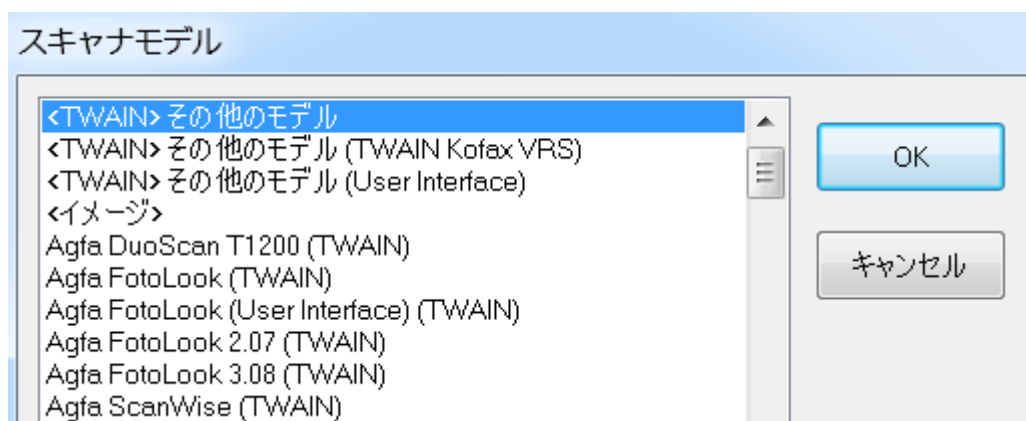 スキャナモデル
<TWAIN> その他のモデル
<TWAIN> その他のモデル (TWAIN Kofax VRS)
<TWAIN> その他のモデル (User Interface)
<イメージ>
Agfa DuoScan T1200 (TWAIN)
Agfa FotoLook (TWAIN)
Agfa FotoLook (User Interface) (TWAIN)
Agfa FotoLook 2.07 (TWAIN)
Agfa FotoLook 3.08 (TWAIN)
Agfa ScanWise (TWAIN)
OK
キャンセル